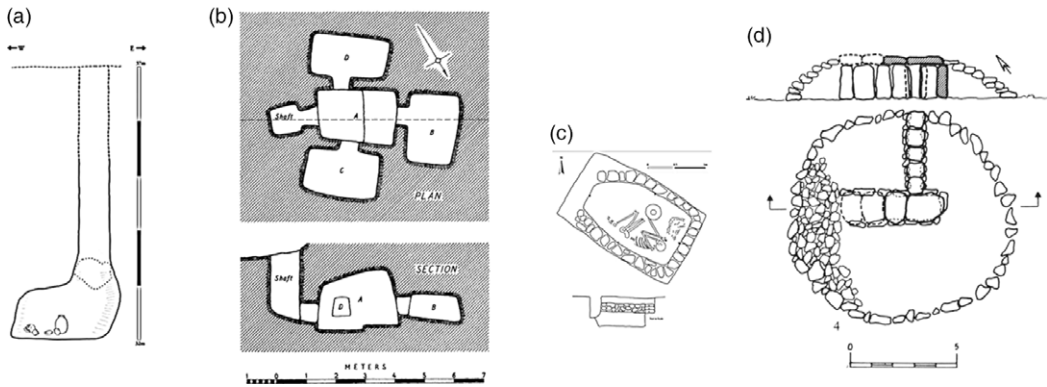 (a)
W
E
(b)
D
Shaft
A
B
C
PLAN
SECTION
Shaft
A
D
B
METERS
1 0 1 2 3 4 5 6 7
(c)
(d)
4
0 5